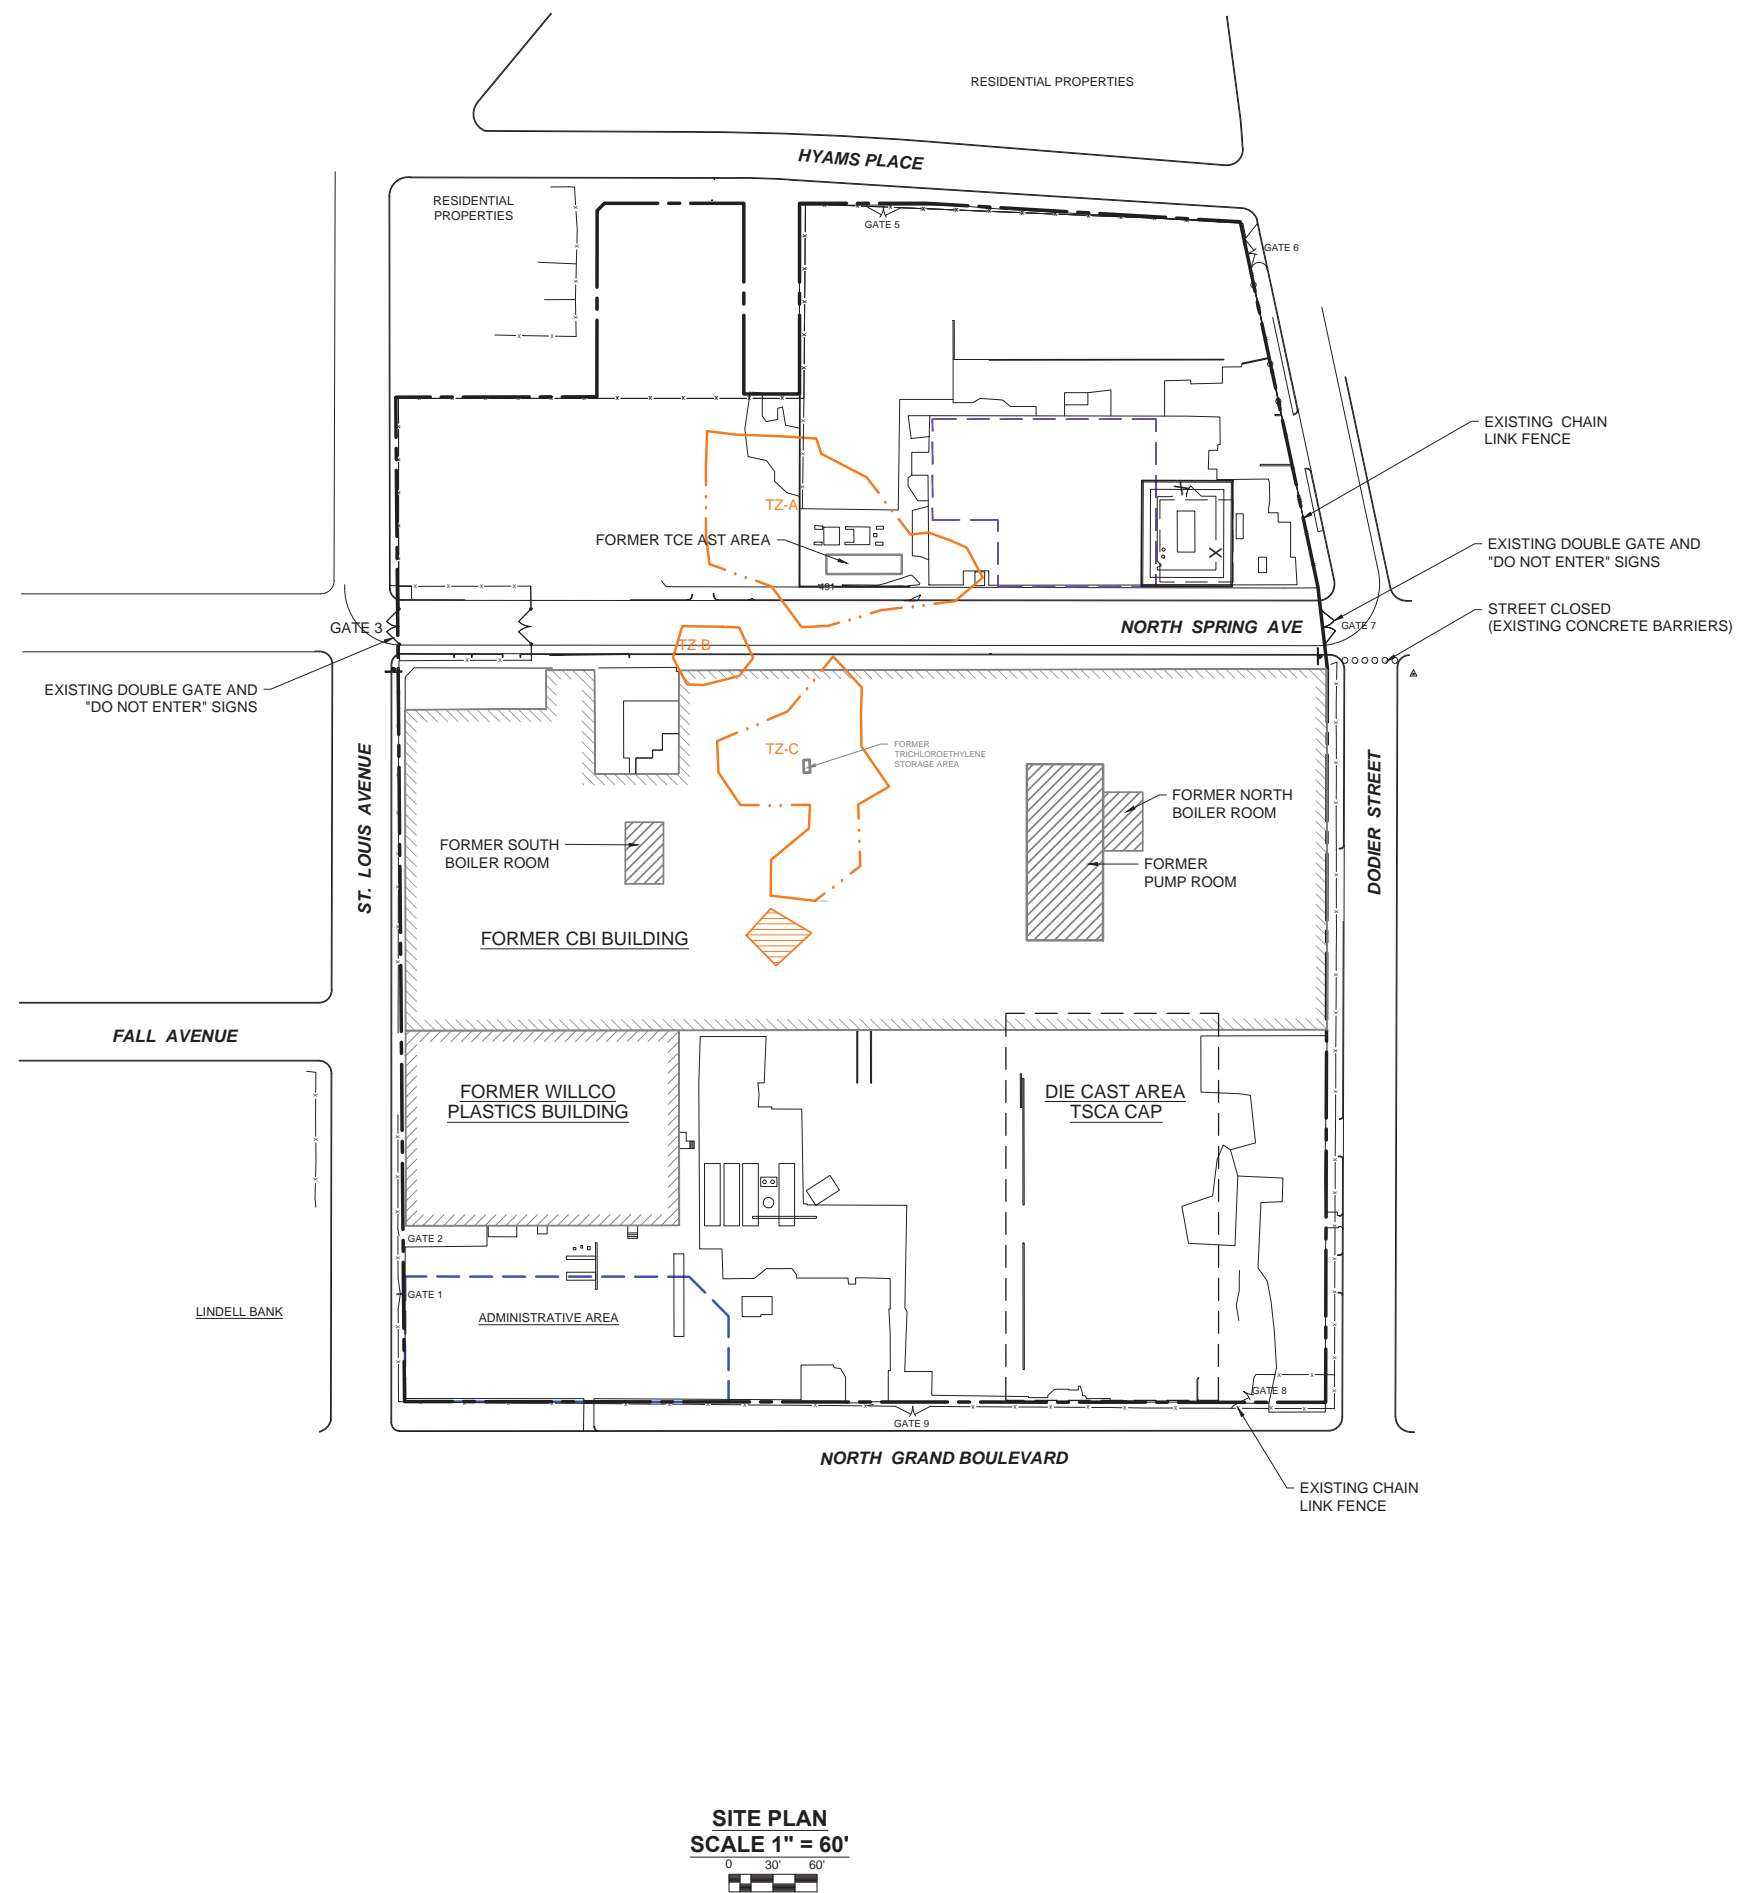 RESIDENTIAL PROPERTIES
HYAMS PLACE
RESIDENTIAL
PROPERTIES
GATE 5
GATE 6
EXISTING CHAIN
LINK FENCE
TZ-A
FORMER TCE AST AREA
EXISTING DOUBLE GATE AND
"DO NOT ENTER" SIGNS
491
STREET CLOSED
(EXISTING CONCRETE BARRIERS)
GATE 3
NORTH SPRING AVE
GATE 7
TZ-B
EXISTING DOUBLE GATE AND
"DO NOT ENTER" SIGNS
TZ-C
FORMER
TRICHLOROETHYLENE
STORAGE AREA
ST. LOUIS AVENUE
DODIER STREET
FORMER NORTH
BOILER ROOM
FORMER SOUTH
BOILER ROOM
FORMER
PUMP ROOM
FORMER CBI BUILDING
FALL AVENUE
FORMER WILLCO
PLASTICS BUILDING
DIE CAST AREA
TSCA CAP
GATE 2
GATE 1
LINDELL BANK
ADMINISTRATIVE AREA
GATE 8
GATE 9
NORTH GRAND BOULEVARD
EXISTING CHAIN
LINK FENCE
SITE PLAN
SCALE 1" = 60'
0 30' 60'